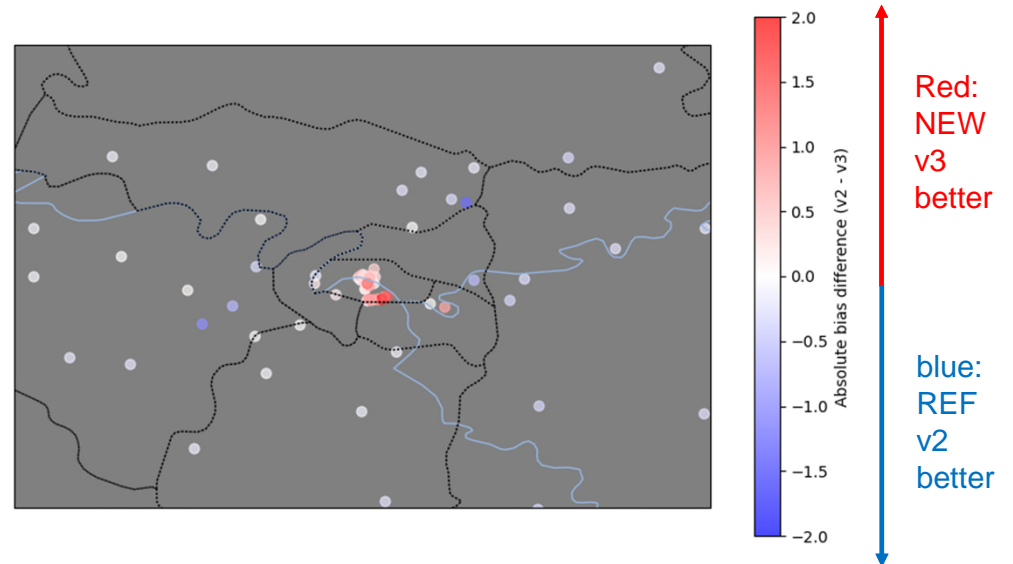 2.0
1.5
1.0
0.5
0.0
−0.5
−1.0
−1.5
−2.0
Absolute bias difference (v2 - v3)
Red:
NEW
v3
better
blue:
REF
v2
better